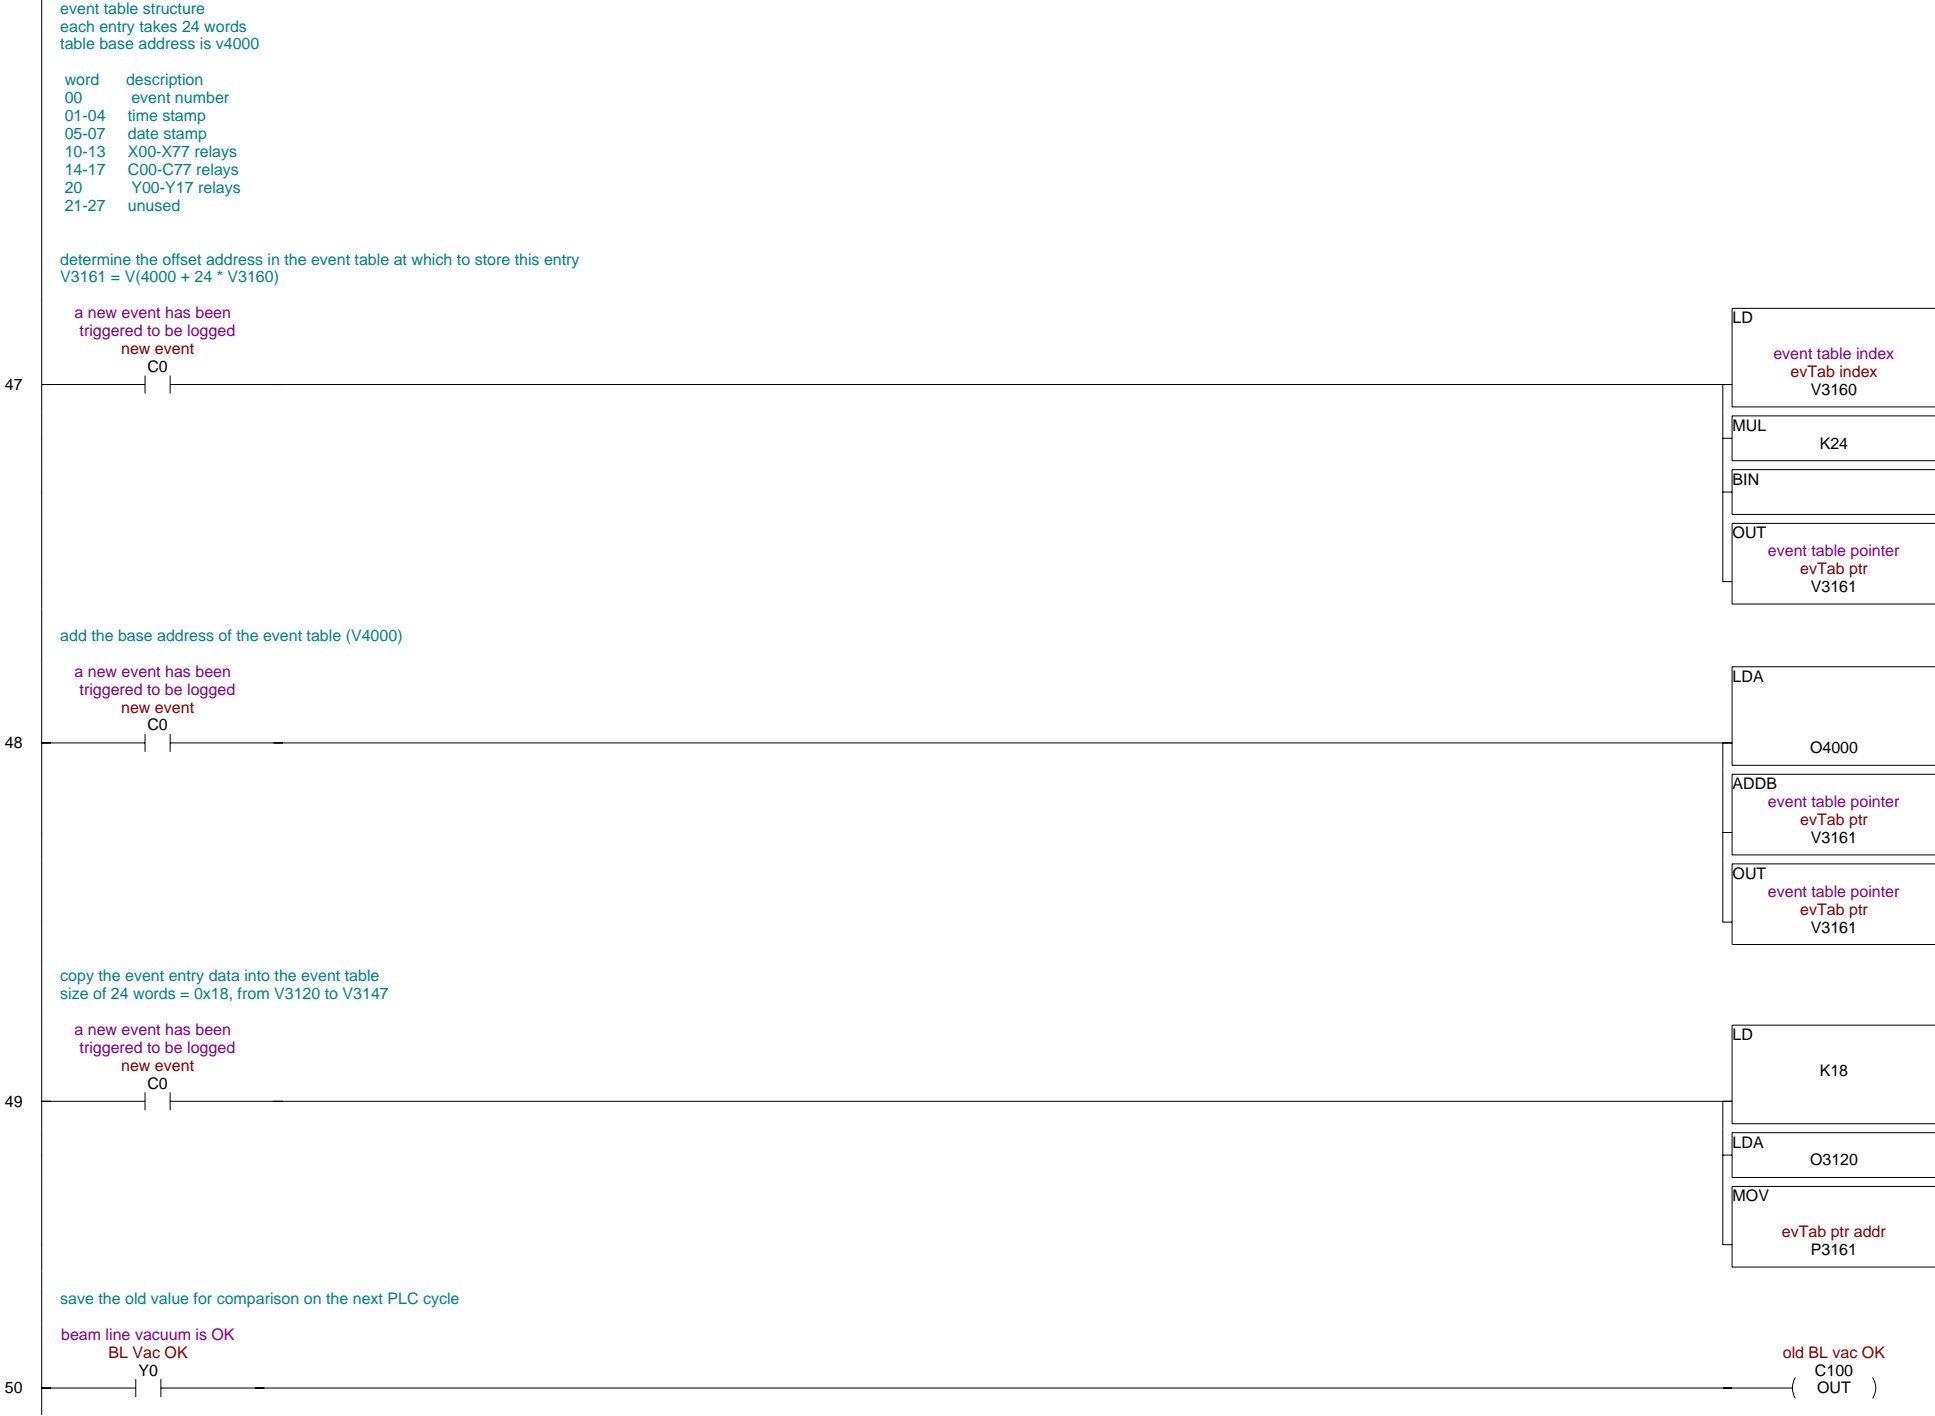 event table structure
each entry takes 24 words
table base address is v4000
word description
00 event number
01-04 time stamp
05-07 date stamp
10-13 X00-X77 relays
14-17 C00-C77 relays
20 Y00-Y17 relays
21-27 unused
determine the offset address in the event table at which to store this entry
V3161 = V(4000 + 24 * V3160)
a new event has been
triggered to be logged
new event
C0
47
LD
event table index
evTab index
V3160
MUL
K24
BIN
OUT
event table pointer
evTab ptr
V3161
add the base address of the event table (V4000)
a new event has been
triggered to be logged
new event
C0
48
LDA
O4000
ADDB
event table pointer
evTab ptr
V3161
OUT
event table pointer
evTab ptr
V3161
copy the event entry data into the event table
size of 24 words = 0x18, from V3120 to V3147
a new event has been
triggered to be logged
new event
C0
49
LD
K18
LDA
O3120
MOV
evTab ptr addr
P3161
save the old value for comparison on the next PLC cycle
beam line vacuum is OK
BL Vac OK
Y0
50
old BL vac OK
C100
OUT